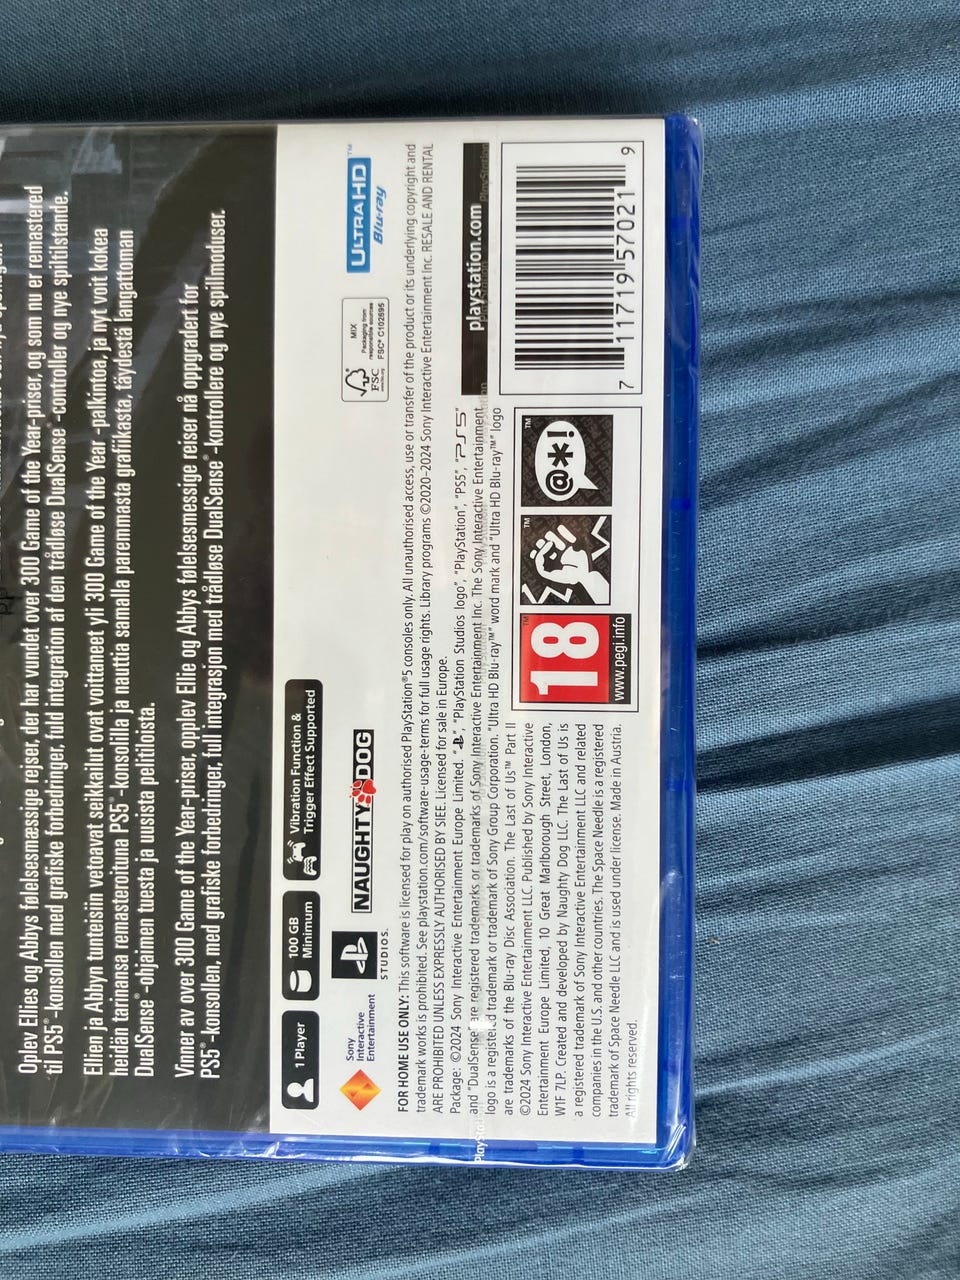 Oplev Ellies og Abbys følelsesmæssige rejser, der har vundet over 300 Game of the Year-priser, og som nu er remastered
til PS5®-konsollen med grafiske forbedringer, fuld integration af den trådløse DualSense®-controller og nye spiltilstande.
Ellien ja Abbyn tunteisiin vetoavat seikkailut ovat voittaneet yli 300 Game of the Year -palkintoa, ja nyt voit kokea
heidän tarinansa remasteroituna PS5®-konsolilla ja nauttia samalla paremmasta grafiikasta, täydestä langattoman
DualSense®-ohjaimen tuesta ja uusista pelitiloista.
Vinner av over 300 Game of the Year-priser, opplev Ellie og Abbys følelsesmessige reiser nå oppgradert for
PS5®-konsollen, med grafiske forbedringer, full integrasjon med trådløse DualSense®-kontrollere og nye spillmoduser.
1 Player
100 GB
Minimum
Vibration Function &
Trigger Effect Supported
Sony
Interactive
Entertainment
STUDIOS.
NAUGHTY DOG
FSC®
www.fsc.org
MIX
Packaging from
responsible sources
FSC® C102695
ULTRA HD™
Blu-ray
FOR HOME USE ONLY: This software is licensed for play on authorised PlayStation®5 consoles only. All unauthorised access, use or transfer of the product or its underlying copyright and
trademark works is prohibited. See playstation.com/software-usage-terms for full usage rights. Library programs ©2020–2024 Sony Interactive Entertainment Inc. RESALE AND RENTAL
ARE PROHIBITED UNLESS EXPRESSLY AUTHORISED BY SIEE. Licensed for sale in Europe.
Package: ©2024 Sony Interactive Entertainment Europe Limited. "", "PlayStation Studios logo", "PlayStation", "PS5", "PS5"
and "DualSense" are registered trademarks or trademarks of Sony Interactive Entertainment Inc. The Sony Interactive Entertainment
logo is a registered trademark or trademark of Sony Group Corporation. "Ultra HD Blu-ray™" word mark and "Ultra HD Blu-ray™" logo
are trademarks of the Blu-ray Disc Association. The Last of Us™ Part II
©2024 Sony Interactive Entertainment LLC. Published by Sony Interactive
Entertainment Europe Limited, 10 Great Marlborough Street, London,
W1F 7LP. Created and developed by Naughty Dog LLC. The Last of Us is
a registered trademark of Sony Interactive Entertainment LLC and related
companies in the U.S. and other countries. The Space Needle is a registered
trademark of Space Needle LLC and is used under license. Made in Austria.
All rights reserved.
playstation.com
18™
www.pegi.info
™
@*!™
7 11719 57021 9